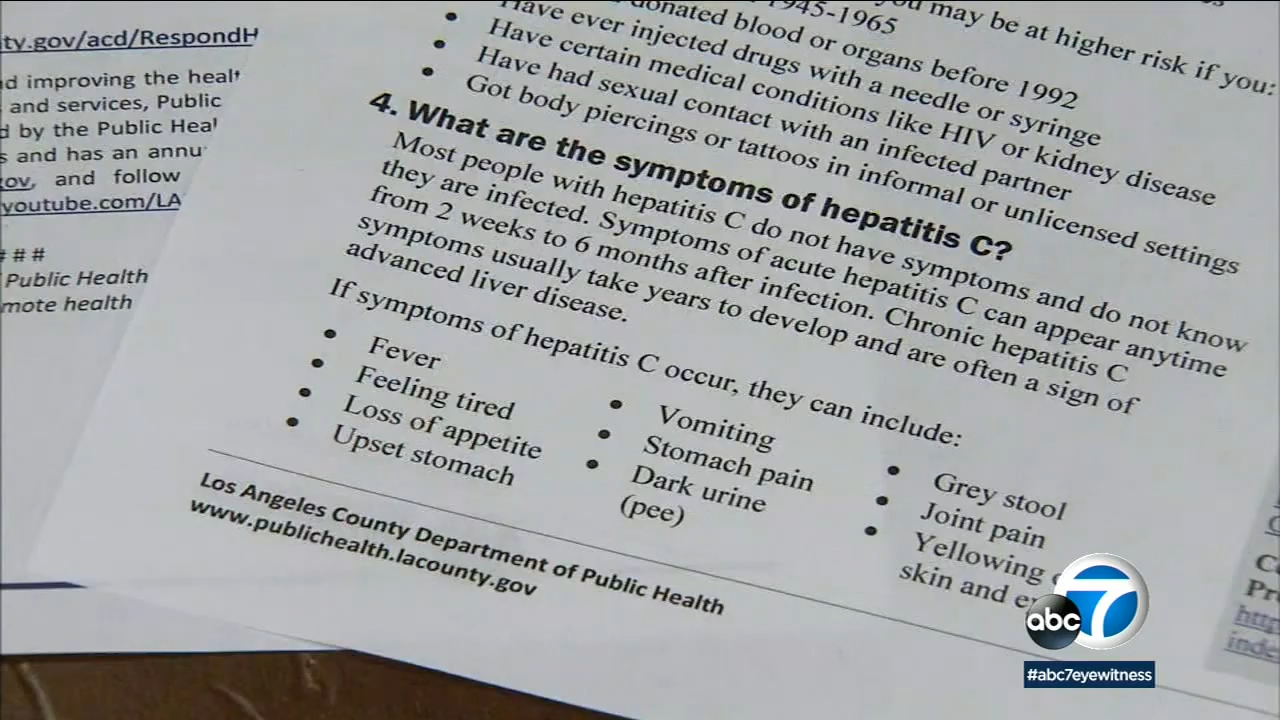 ty.gov/acd/RespondH
d improving the healt
and services, Public
d by the Public Heal
s and has an annu
gov, and follow
youtube.com/LA
# # #
Public Health
mote health
you may be at higher risk if you:
1945-1965
donated blood or organs before 1992
Have ever injected drugs with a needle or syringe
Have certain medical conditions like HIV or kidney disease
Have had sexual contact with an infected partner
Got body piercings or tattoos in informal or unlicensed settings
4. What are the symptoms of hepatitis C?
Most people with hepatitis C do not have symptoms and do not know
they are infected. Symptoms of acute hepatitis C can appear anytime
from 2 weeks to 6 months after infection. Chronic hepatitis C
symptoms usually take years to develop and are often a sign of
advanced liver disease.
If symptoms of hepatitis C occur, they can include:
• Fever
• Feeling tired
• Loss of appetite
• Upset stomach
• Vomiting
• Stomach pain
• Dark urine
(pee)
• Grey stool
• Joint pain
• Yellowing
skin and
Los Angeles County Department of Public Health
www.publichealth.lacounty.gov
Pr
http
inde
abc 7
#abc7eyewitness